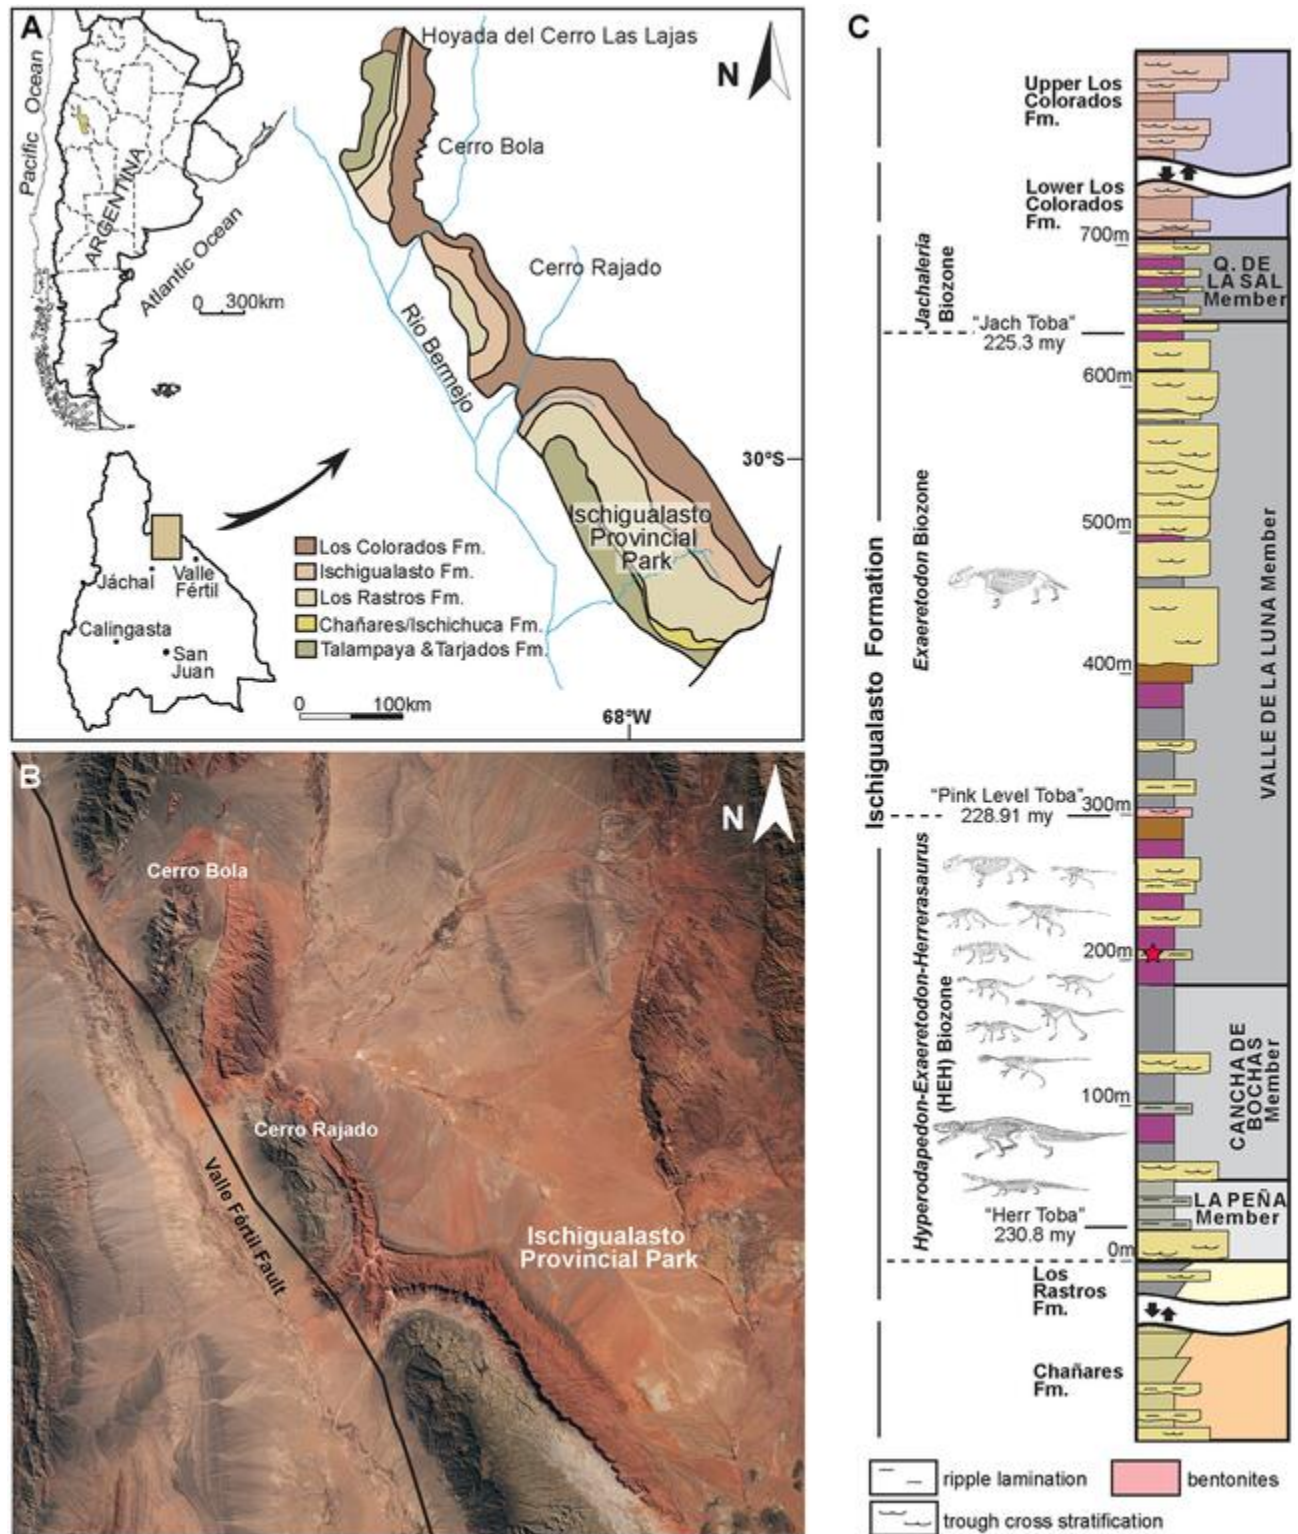 A
Pacific Ocean
ARGENTINA
Atlantic Ocean
0 300km
Hoyada del Cerro Las Lajas
N
Cerro Bola
Cerro Rajado
Rio Bermejo
30ºS
Ischigualasto
Provincial
Park
Jáchal
Valle
Fértil
Calingasta
San
Juan
Los Colorados Fm.
Ischigualasto Fm.
Los Rastros Fm.
Chañares/Ischichuca Fm.
Talampaya & Tarjados Fm.
0 100km
68ºW
B
N
Cerro Bola
Cerro Rajado
Valle Fértil Fault
Ischigualasto
Provincial Park
C
Upper Los
Colorados
Fm.
Lower Los
Colorados
Fm.
700m
Jachaleria
Biozone
Q. DE
LA SAL
Member
"Jach Toba"
225.3 my
600m
500m
Exaeretodon Biozone
400m
VALLE DE LA LUNA Member
Ischigualasto Formation
"Pink Level Toba"
228.91 my
300m
200m
Hyperodapedon-Exaeretodon-Herrerasaurus
(HEH) Biozone
100m
CANCHA DE
BOCHAS
Member
LA PEÑA
Member
"Herr Toba"
230.8 my
0m
Los
Rastros
Fm.
Chañares
Fm.
ripple lamination
bentonites
trough cross stratification